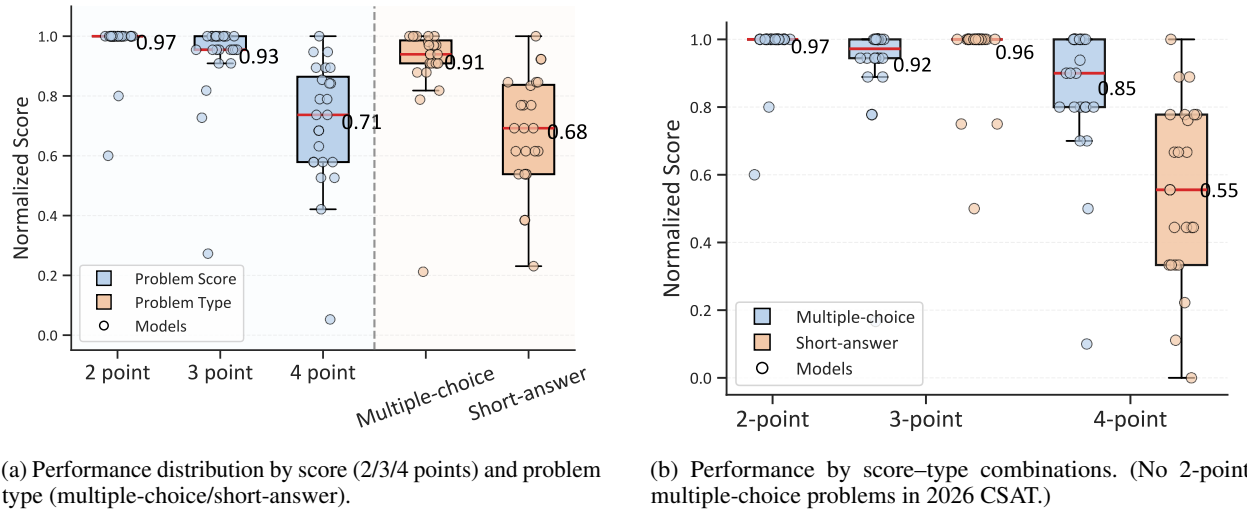 Normalized Score
1.0
0.8
0.6
0.4
0.2
0.0
0.97
0.93
0.71
0.91
0.68
Problem Score
Problem Type
Models
2 point
3 point
4 point
Multiple-choice
Short-answer
(a) Performance distribution by score (2/3/4 points) and problem
type (multiple-choice/short-answer).
Normalized Score
1.0
0.8
0.6
0.4
0.2
0.0
0.97
0.92
0.96
0.85
0.55
Multiple-choice
Short-answer
Models
2-point
3-point
4-point
(b) Performance by score–type combinations. (No 2-point
multiple-choice problems in 2026 CSAT.)